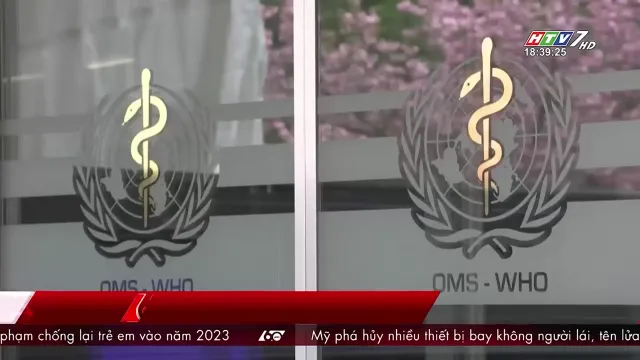 HTV7 HD
18:39:25
OMS - WHO
OMS - WHO
phạm chống lại trẻ em vào năm 2023
60 Mỹ phá hủy nhiều thiết bị bay không người lái, tên lửa